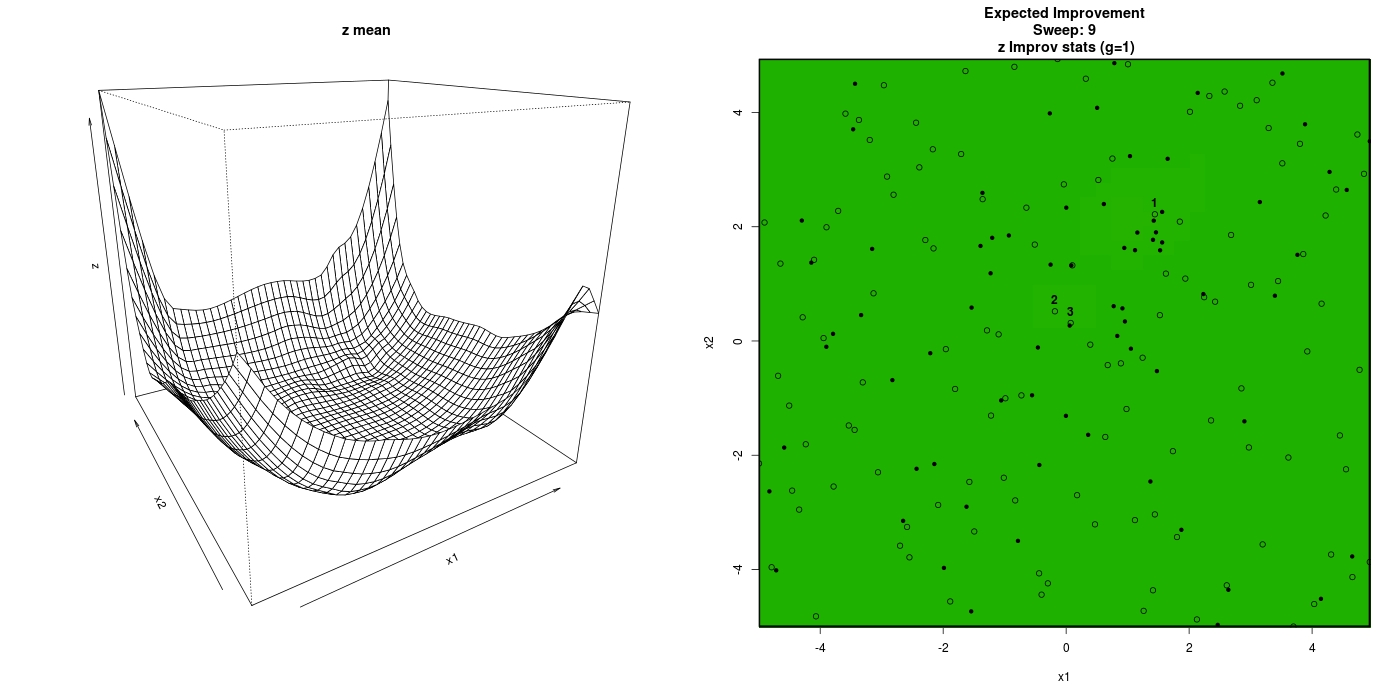 z mean
z
x2
x1
Expected Improvement
Sweep: 9
z Improv stats (g=1)
x2
4
2
0
-2
-4
1
2
3
-4
-2
0
2
4
x1